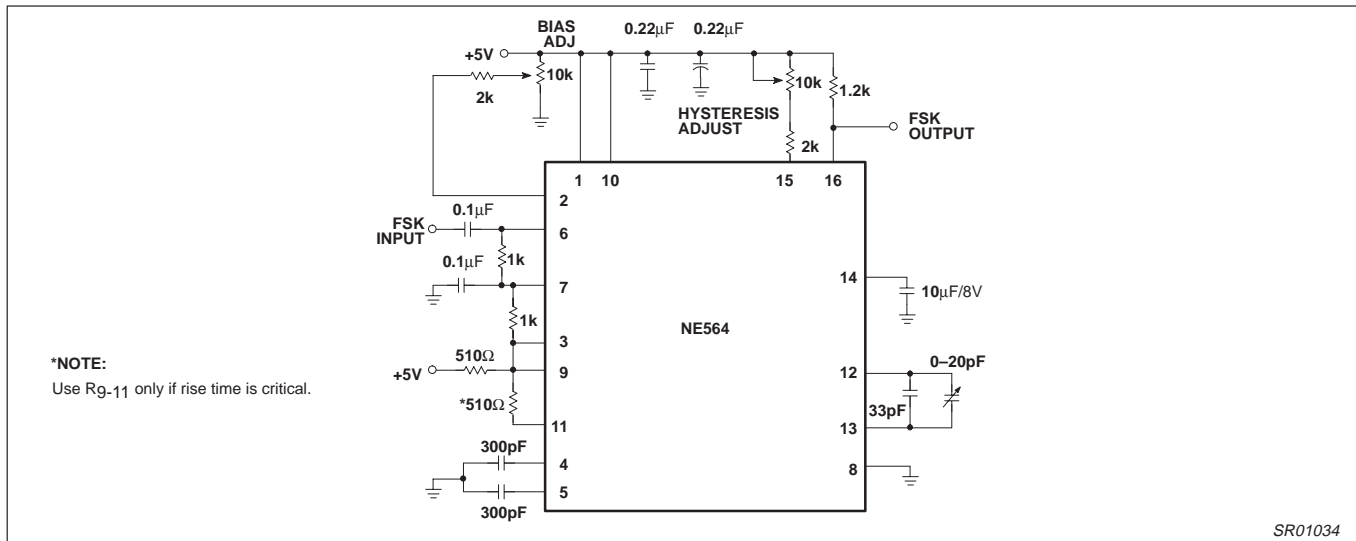 BIAS
ADJ
0.22µF
0.22µF
+5V
10k
2k
10k
1.2k
HYSTERESIS
ADJUST
FSK
OUTPUT
2k
1
10
15
16
2
0.1µF
FSK
INPUT
6
1k
0.1µF
7
14
10µF/8V
1k
NE564
3
*NOTE:
Use R9-11 only if rise time is critical.
510Ω
+5V
9
0–20pF
12
*510Ω
33pF
11
13
300pF
4
8
5
300pF
SR01034